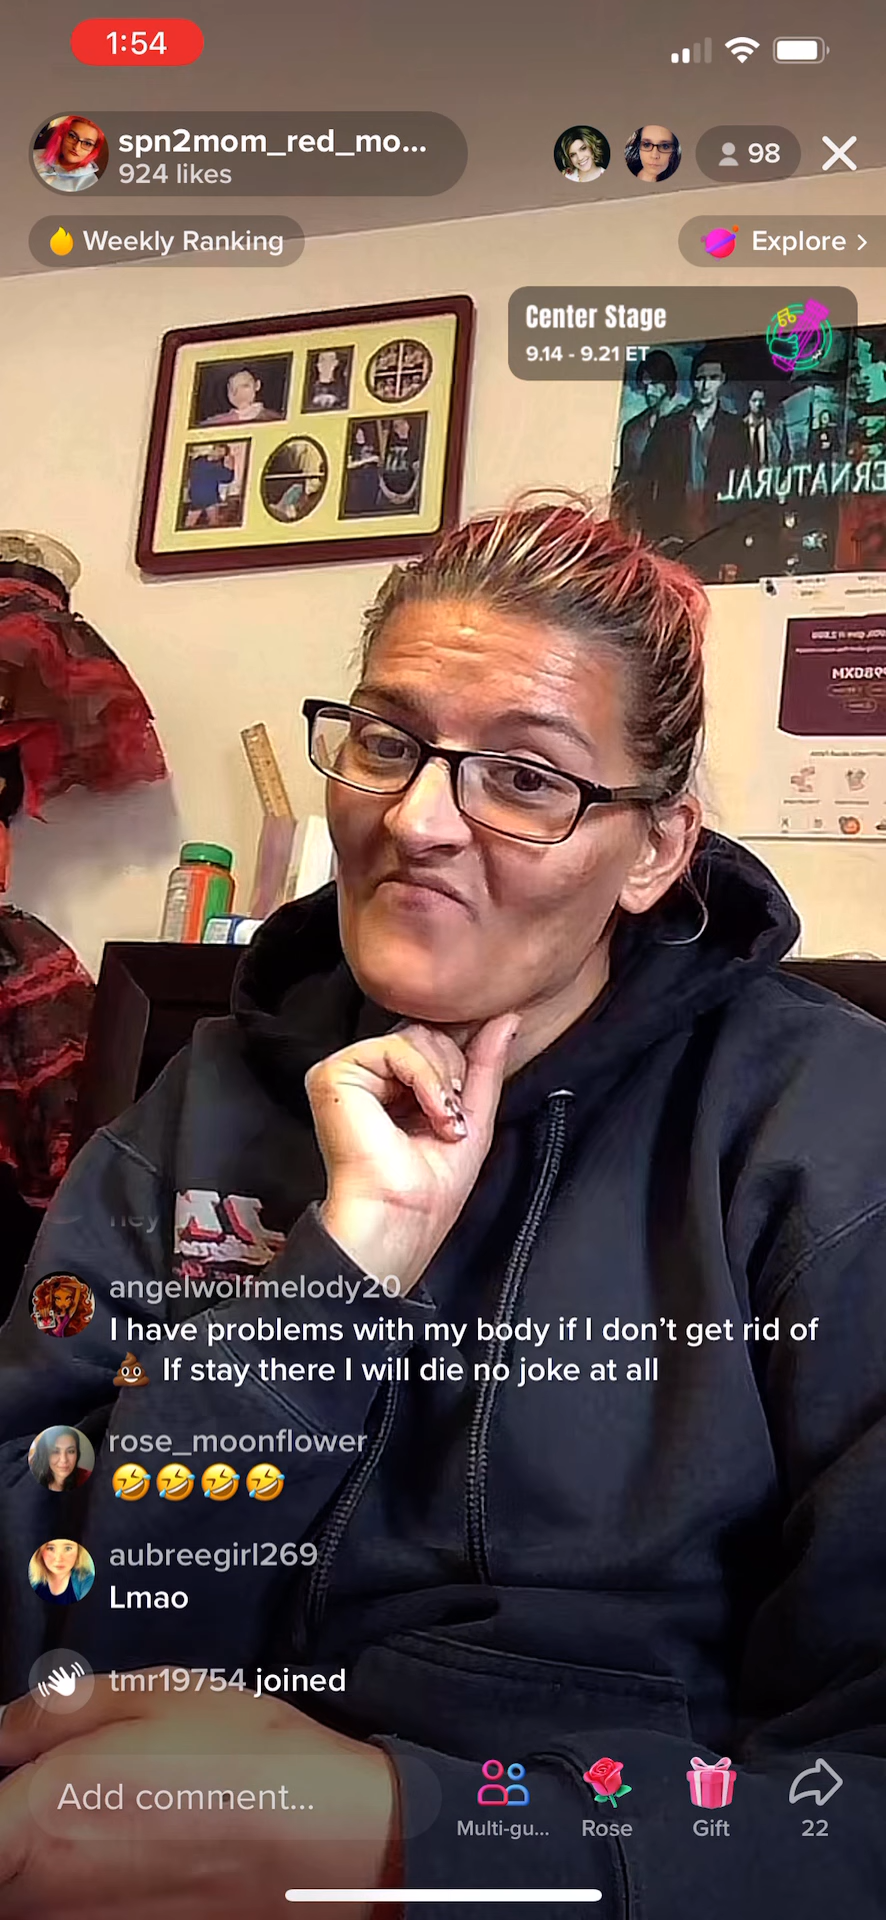 1:54
spn2mom_red_mo...
924 likes
98
Weekly Ranking
Explore >
Center Stage
9.14 - 9.21 ET
ERNATURAL
hey
angelwolfmelody20
I have problems with my body if I don’t get rid of
💩 If stay there I will die no joke at all
rose_moonflower
🤣🤣🤣🤣
aubreegirl269
Lmao
tmr19754 joined
Add comment...
Multi-gu...
Rose
Gift
22